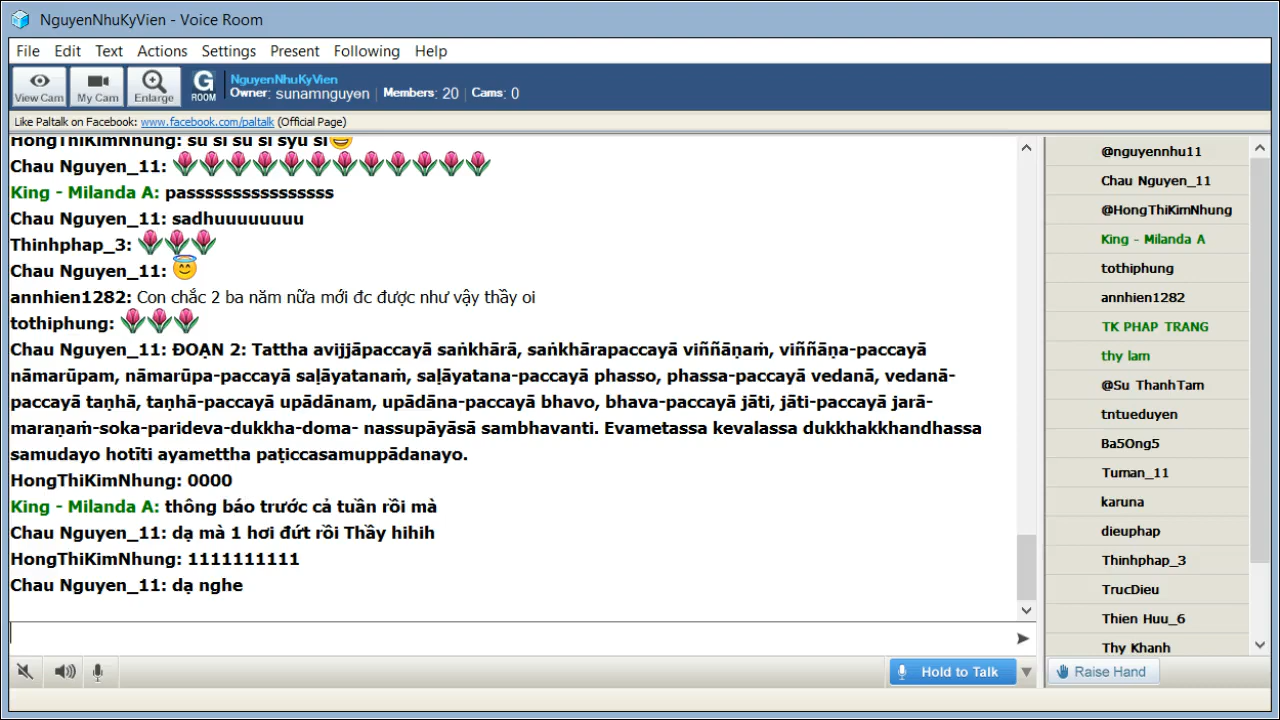 NguyenNhuKyVien - Voice Room
File Edit Text Actions Settings Present Following Help
View Cam My Cam Enlarge G ROOM NguyenNhuKyVien
Owner: sunamnguyen | Members: 20 | Cams: 0
Like Paltalk on Facebook: www.facebook.com/paltalk (Official Page)
HongThiKimNhung: su si su si syu si
Chau Nguyen_11:
King - Milanda A: passssssssssssssss
Chau Nguyen_11: sadhuuuuuuuu
Thinhphap_3:
Chau Nguyen_11:
annhien1282: Con chắc 2 ba năm nữa mới đc được như vậy thầy oi
tothiphung:
Chau Nguyen_11: ĐOẠN 2: Tattha avijjāpaccayā saṅkhārā, saṅkhārapaccayā viññāṇaṁ, viññāṇa-paccayā
nāmarūpam, nāmarūpa-paccayā saḷāyatanaṁ, saḷāyatana-paccayā phasso, phassa-paccayā vedanā, vedanā-
paccayā taṇhā, taṇhā-paccayā upādānam, upādāna-paccayā bhavo, bhava-paccayā jāti, jāti-paccayā jarā-
maraṇaṁ-soka-parideva-dukkha-doma- nassupāyāsā sambhavanti. Evametassa kevalassa dukkhakkhandhassa
samudayo hotīti ayamettha paṭiccasamuppādanayo.
HongThiKimNhung: 0000
King - Milanda A: thông báo trước cả tuần rồi mà
Chau Nguyen_11: dạ mà 1 hơi đứt rồi Thầy hihih
HongThiKimNhung: 1111111111
Chau Nguyen_11: dạ nghe
Hold to Talk
@nguyennhu11
Chau Nguyen_11
@HongThiKimNhung
King - Milanda A
tothiphung
annhien1282
TK PHAP TRANG
thy lam
@Su ThanhTam
tntueduyen
Ba5Ong5
Tuman_11
karuna
dieuphap
Thinhphap_3
TrucDieu
Thien Huu_6
Thy Khanh
Raise Hand